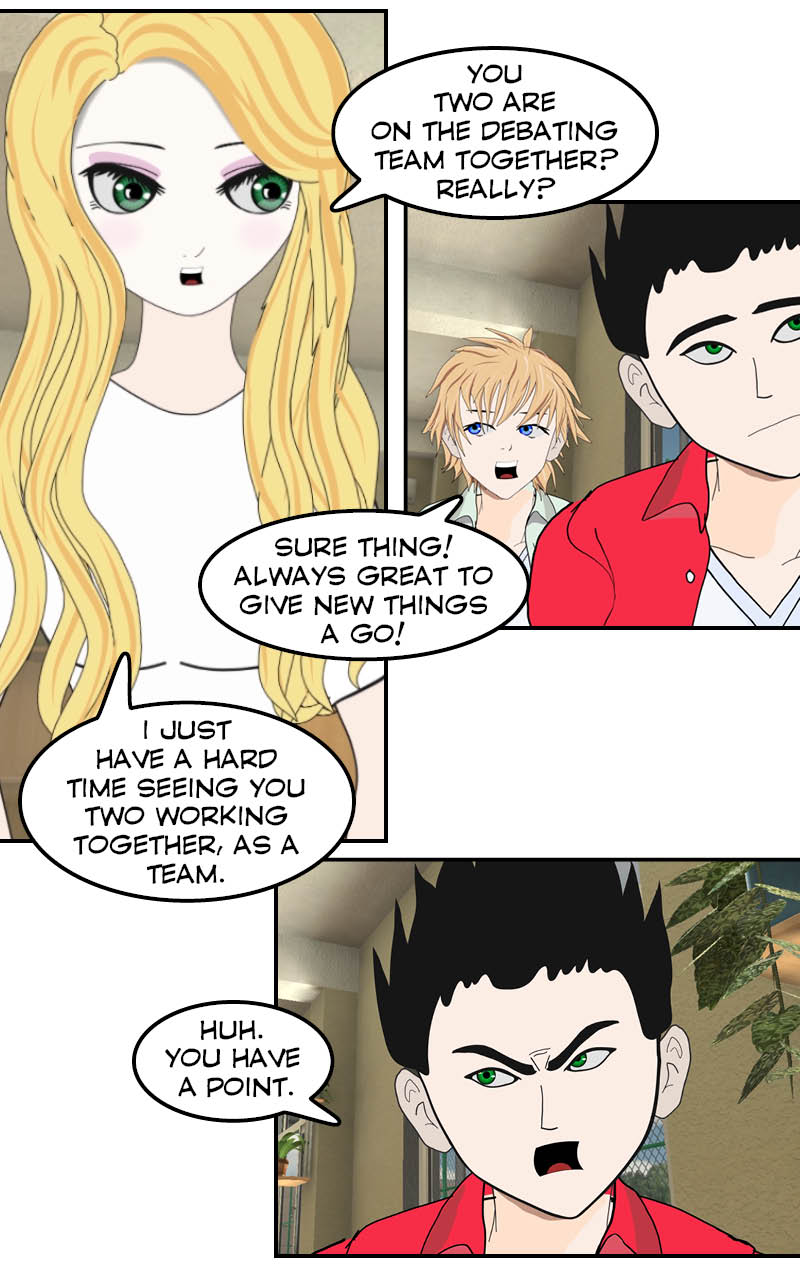 YOU
TWO ARE
ON THE DEBATING
TEAM TOGETHER?
REALLY?
SURE THING!
ALWAYS GREAT TO
GIVE NEW THINGS
A GO!
I JUST
HAVE A HARD
TIME SEEING YOU
TWO WORKING
TOGETHER, AS A
TEAM.
HUH.
YOU HAVE
A POINT.